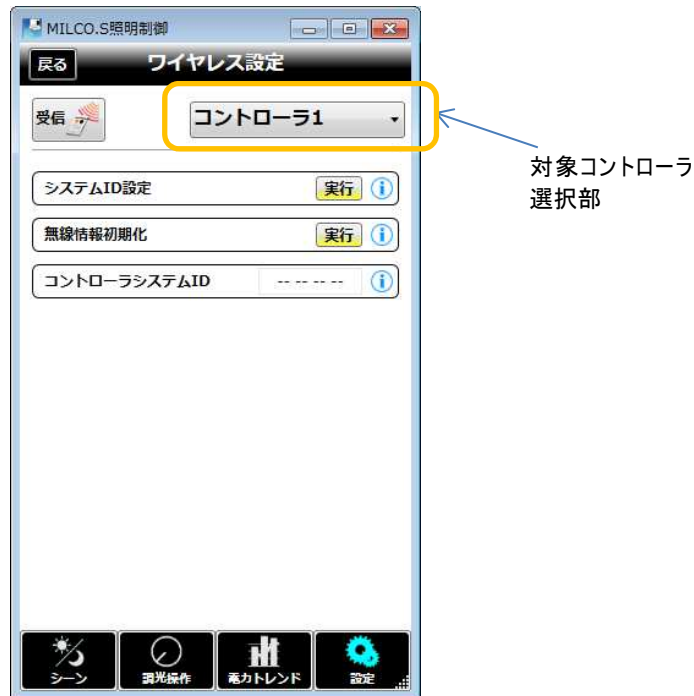 MILCO.S照明制御
戻る ワイヤレス設定
受信 コントローラ1
対象コントローラ
選択部
システムID設定 実行
無線情報初期化 実行
コントローラシステムID -- -- -- --
シーン 調光操作 電力トレンド 設定